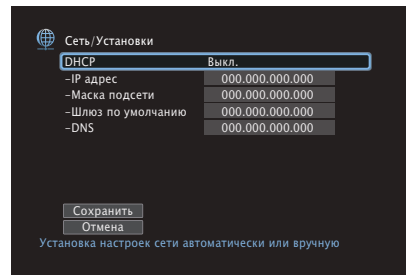 Сеть/Установки
DHCP Выкл.
–IP адрес 000.000.000.000
–Маска подсети 000.000.000.000
–Шлюз по умолчанию 000.000.000.000
–DNS 000.000.000.000
Сохранить
Отмена
Установка настроек сети автоматически или вручную